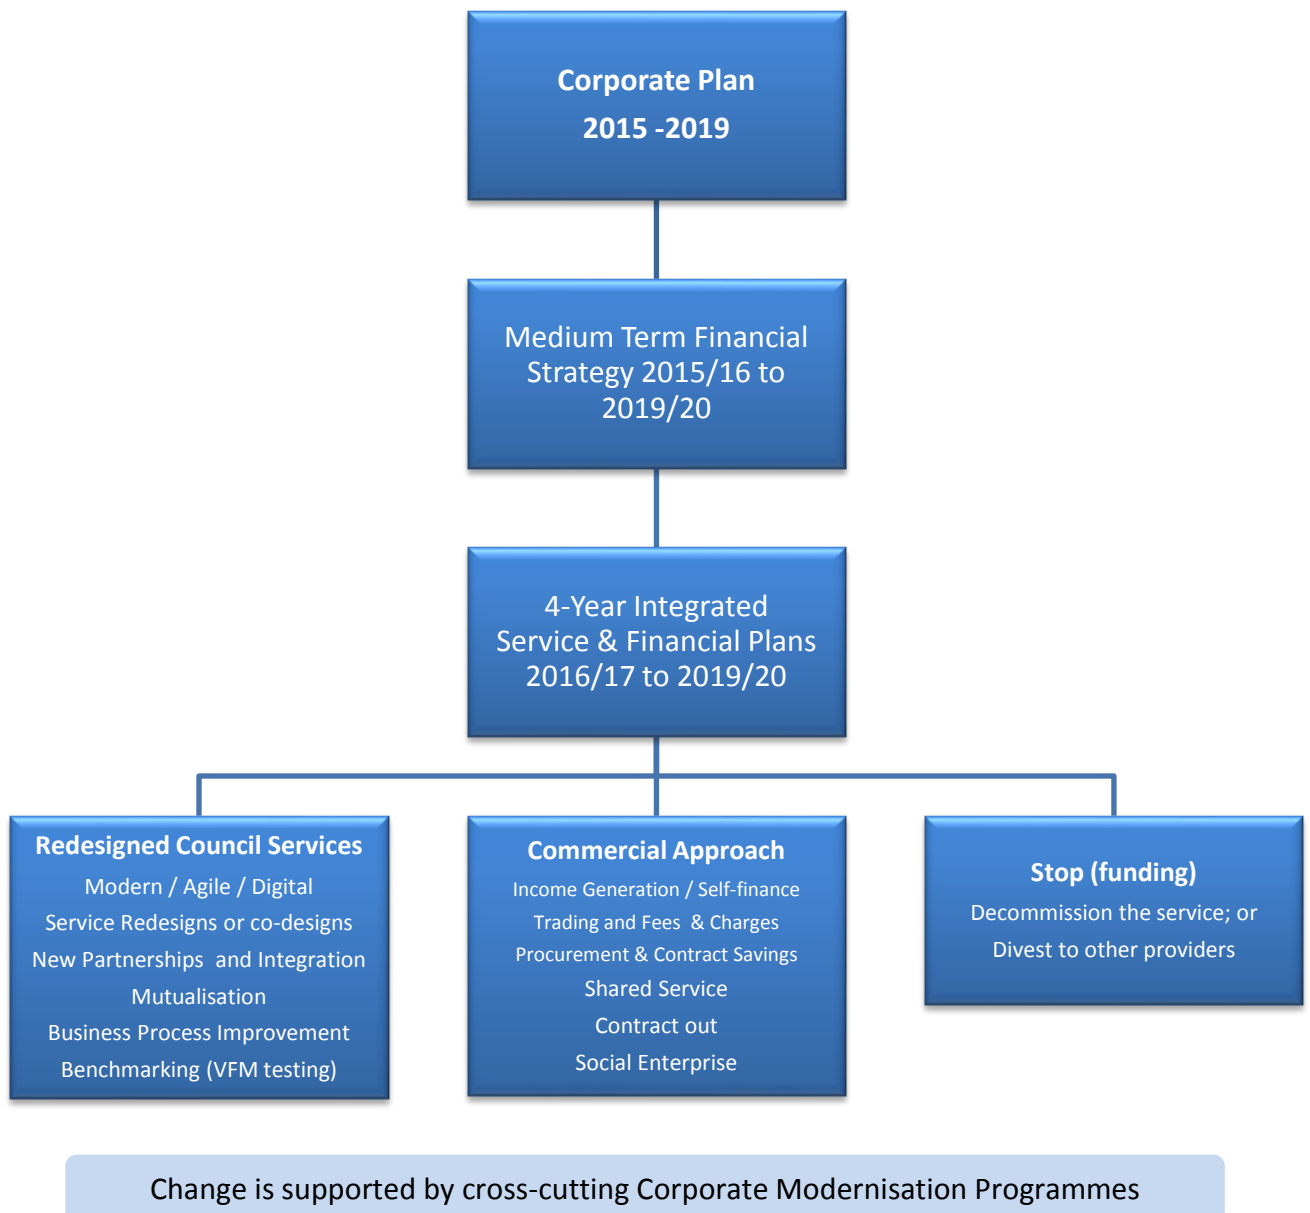 Corporate Plan
2015 -2019
Medium Term Financial
Strategy 2015/16 to
2019/20
4-Year Integrated
Service & Financial Plans
2016/17 to 2019/20
Redesigned Council Services
Modern / Agile / Digital
Service Redesigns or co-designs
New Partnerships and Integration
Mutualisation
Business Process Improvement
Benchmarking (VFM testing)
Commercial Approach
Income Generation / Self-finance
Trading and Fees & Charges
Procurement & Contract Savings
Shared Service
Contract out
Social Enterprise
Stop (funding)
Decommission the service; or
Divest to other providers
Change is supported by cross-cutting Corporate Modernisation Programmes